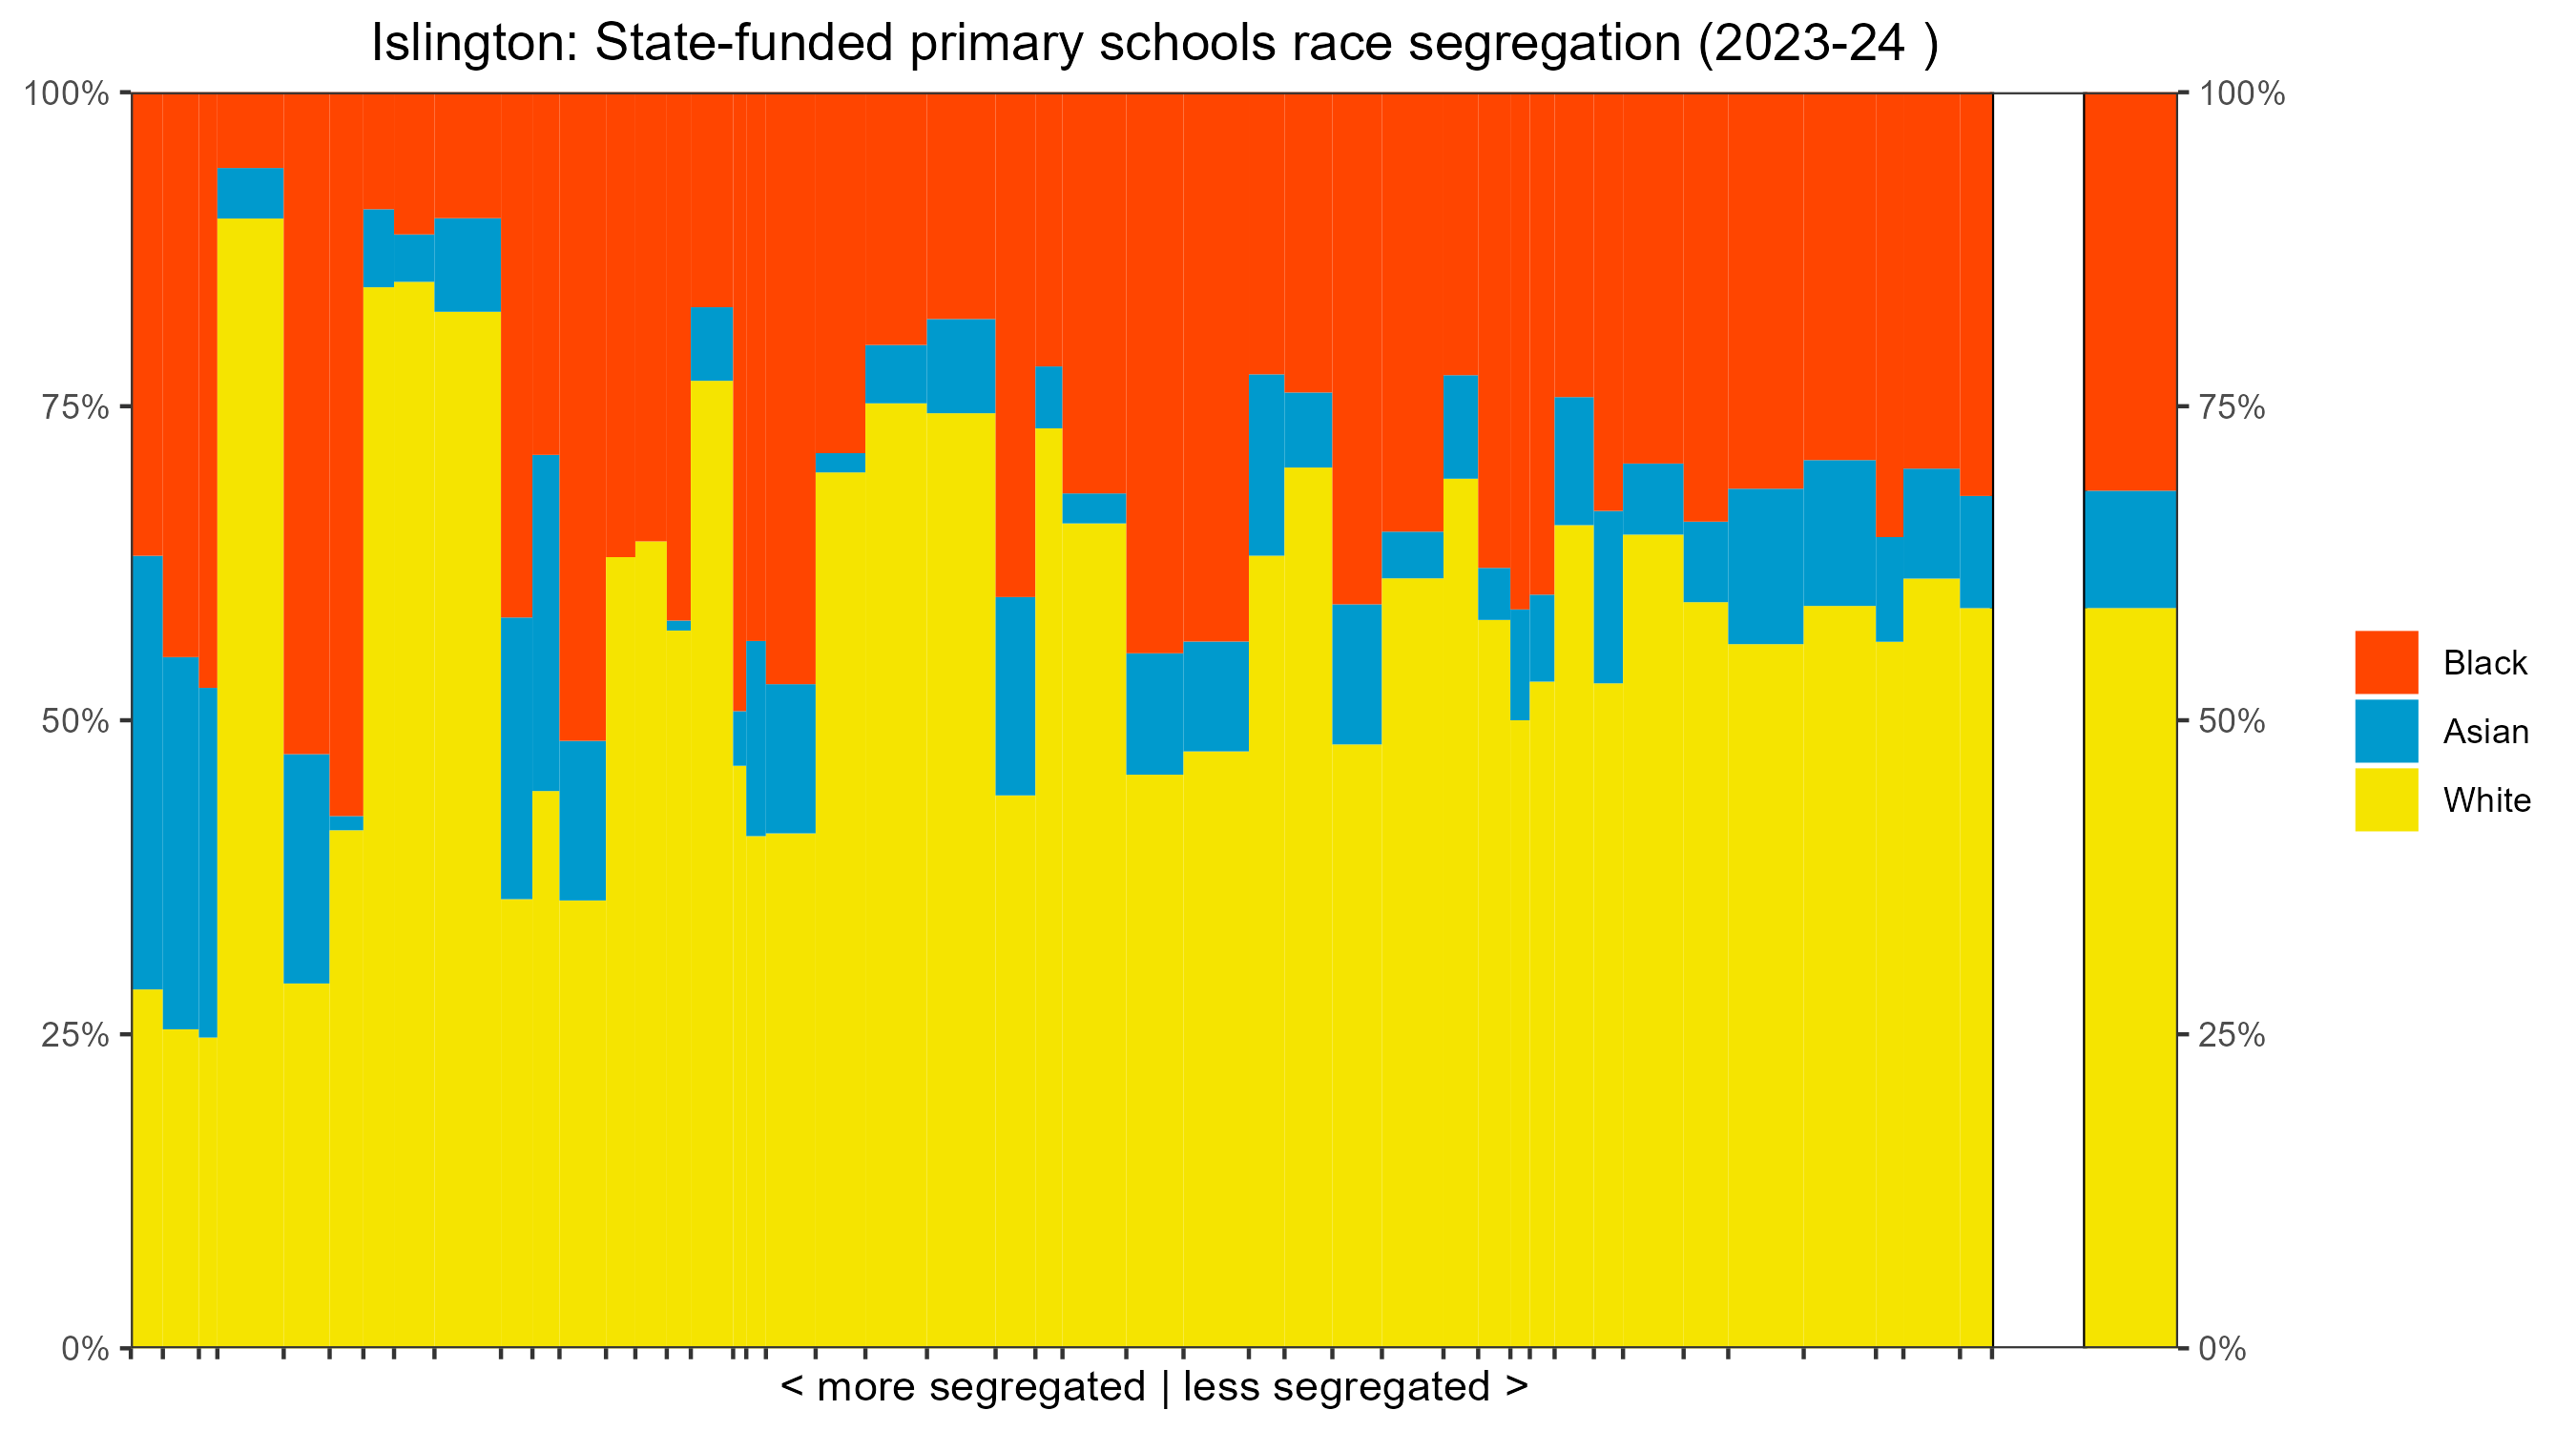 Islington: State-funded primary schools race segregation (2023-24 )
100%
75%
50%
25%
0%
100%
75%
50%
25%
0%
Black
Asian
White
< more segregated | less segregated >